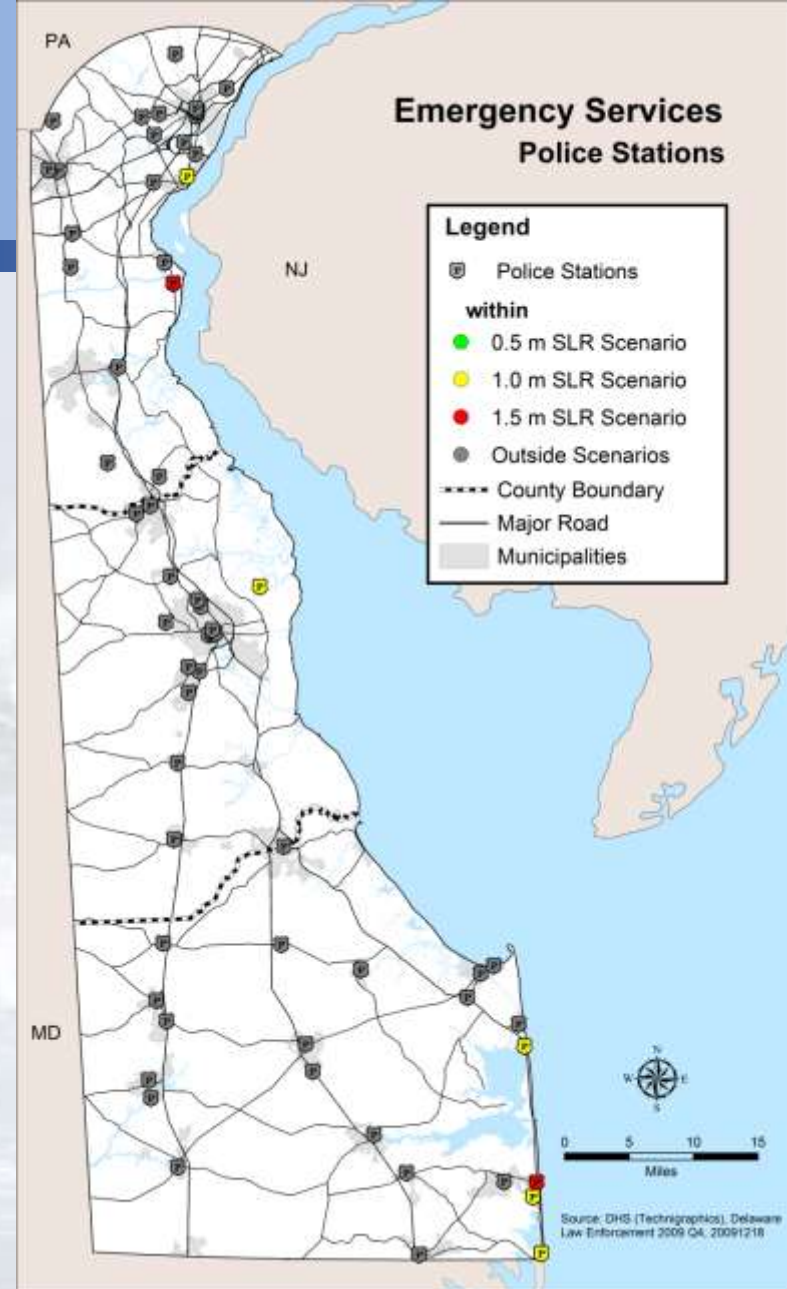 PA
Emergency Services
Police Stations
Legend
P Police Stations
NJ
within
0.5 m SLR Scenario
1.0 m SLR Scenario
1.5 m SLR Scenario
Outside Scenarios
County Boundary
Major Road
Municipalities
MD
N
W E
S
0 5 10 15
Miles
Source: DHS (Technigraphics), Delaware
Law Enforcement 2009 Q4, 20091218